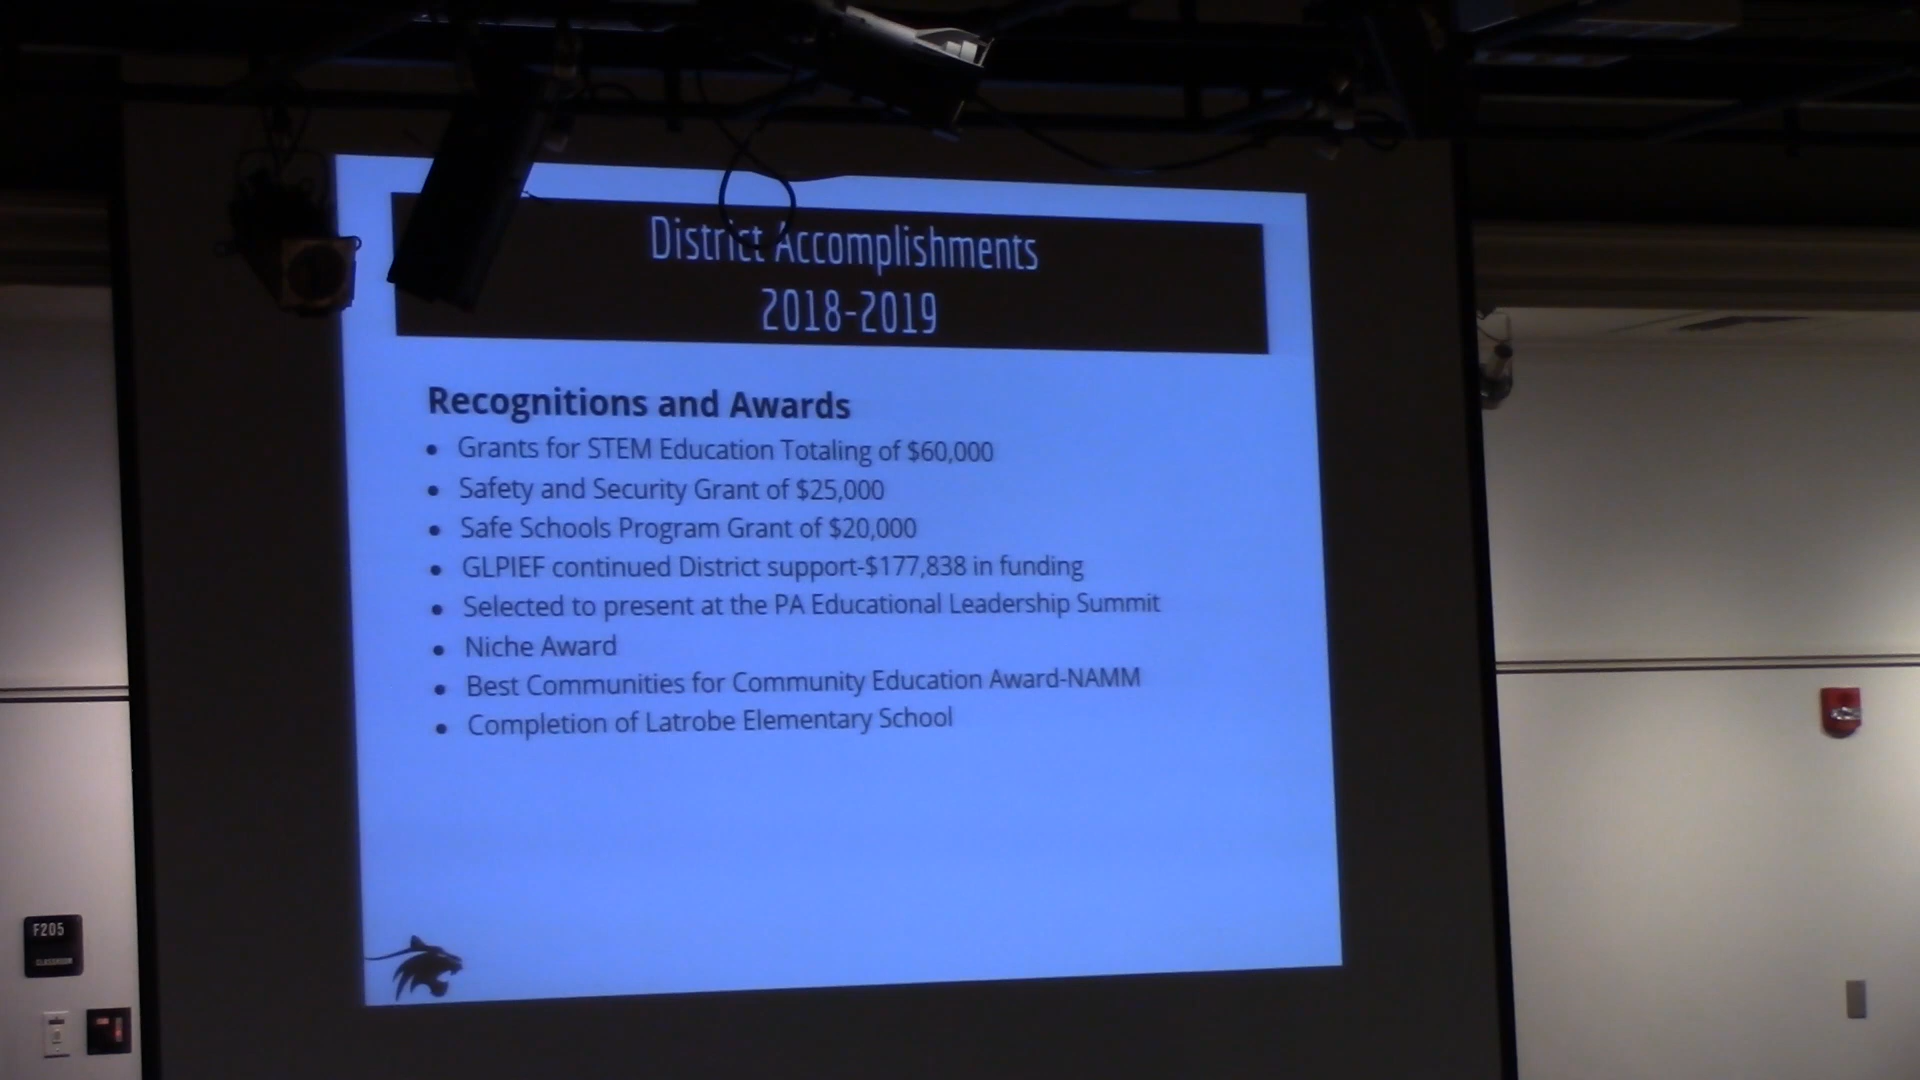 District Accomplishments
2018-2019
Recognitions and Awards
• Grants for STEM Education Totaling of $60,000
• Safety and Security Grant of $25,000
• Safe Schools Program Grant of $20,000
• GLPIEF continued District support-$177,838 in funding
• Selected to present at the PA Educational Leadership Summit
• Niche Award
• Best Communities for Community Education Award-NAMM
• Completion of Latrobe Elementary School
F205
CLASSROOM